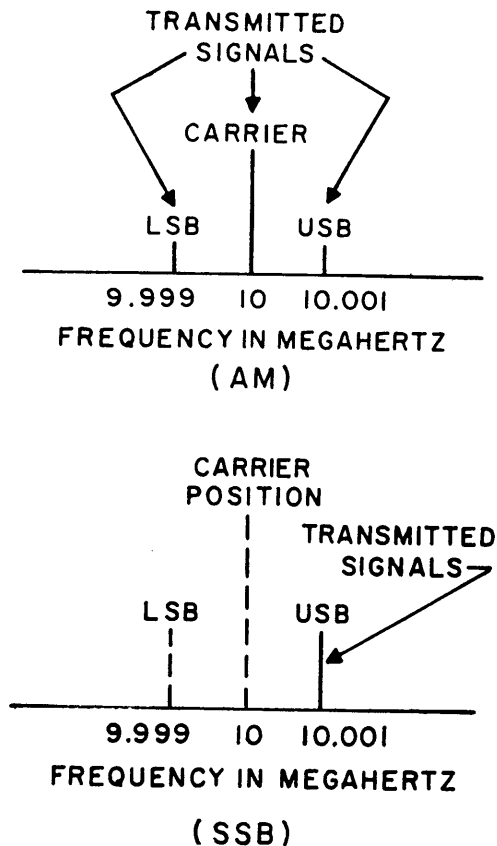 TRANSMITTED
SIGNALS
CARRIER
LSB
USB
9.999 10 10.001
FREQUENCY IN MEGAHERTZ
(AM)
CARRIER
POSITION
TRANSMITTED
SIGNALS
LSB
USB
9.999 10 10.001
FREQUENCY IN MEGAHERTZ
(SSB)